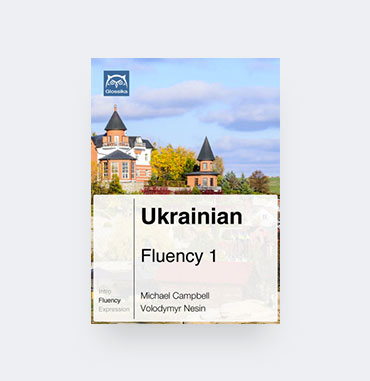 Glossika
Ukrainian
Fluency 1
Intro
Fluency
Expression
Michael Campbell
Volodymyr Nesin